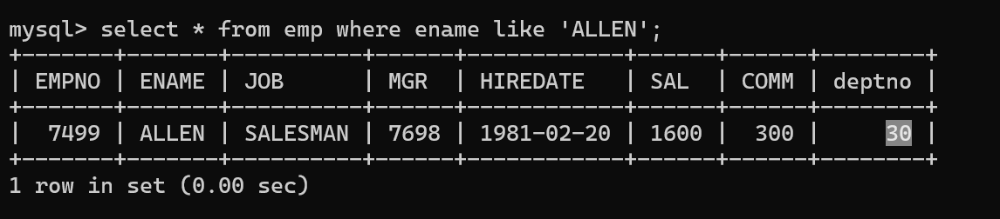 mysql> select * from emp where ename like 'ALLEN';
+-------+-------+----------+------+------------+------+------+--------+
| EMPNO | ENAME | JOB      | MGR  | HIREDATE   | SAL  | COMM | deptno |
+-------+-------+----------+------+------------+------+------+--------+
|  7499 | ALLEN | SALESMAN | 7698 | 1981-02-20 | 1600 |  300 |     30 |
+-------+-------+----------+------+------------+------+------+--------+
1 row in set (0.00 sec)